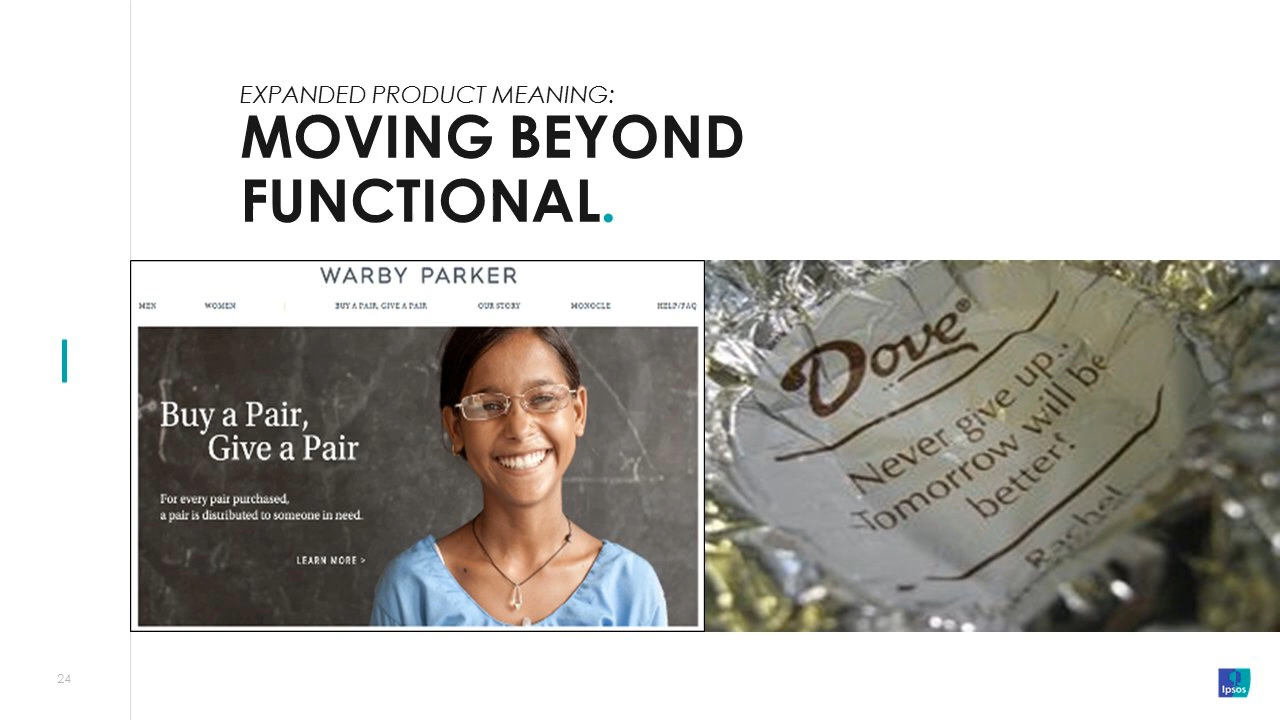 EXPANDED PRODUCT MEANING:
MOVING BEYOND
FUNCTIONAL.
WARBY PARKER
MEN WOMEN BUY A PAIR, GIVE A PAIR OUR STORY MONOCLE HELP/FAQ
Buy a Pair,
Give a Pair
For every pair purchased,
a pair is distributed to someone in need.
LEARN MORE >
Dove®
Never give up..
Tomorrow will be
better!
Rachel
24
Ipsos